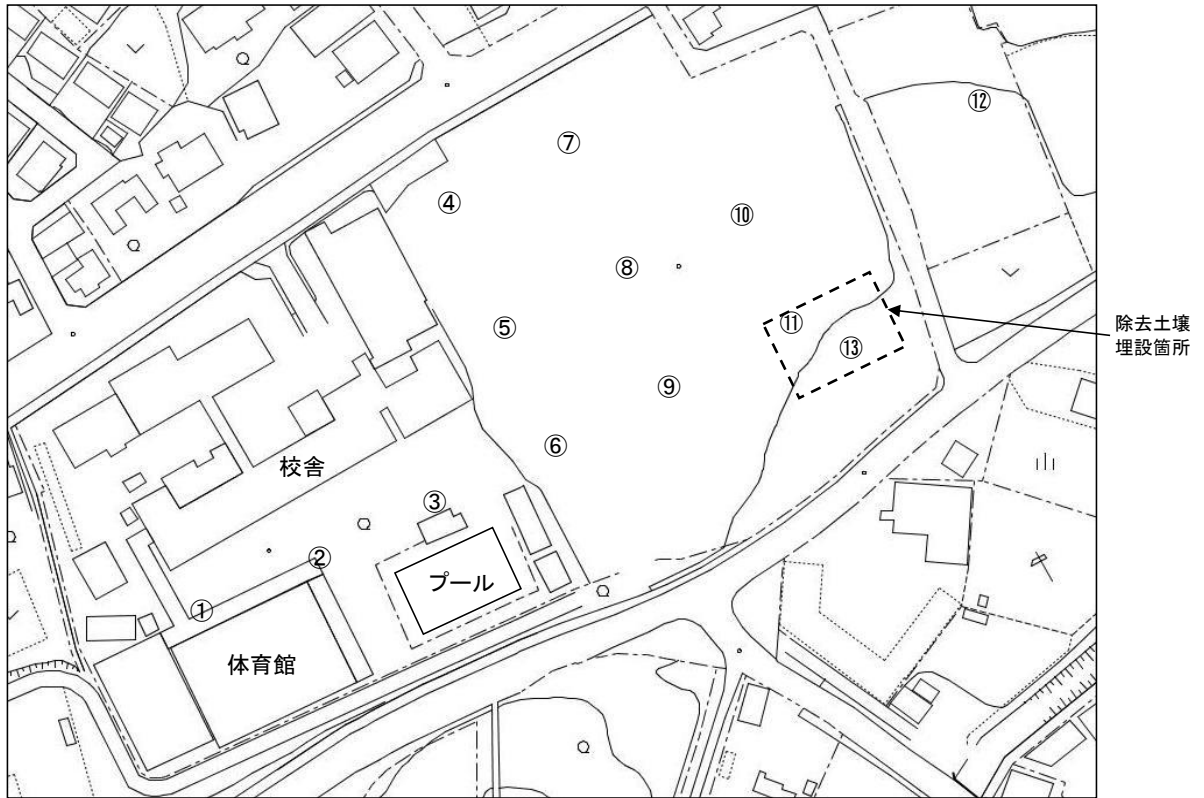 ⑫
⑦
④
⑩
⑧
⑪
除去土壌
埋設箇所
⑤
⑬
⑨
⑥
校舎
③
②
プール
①
体育館